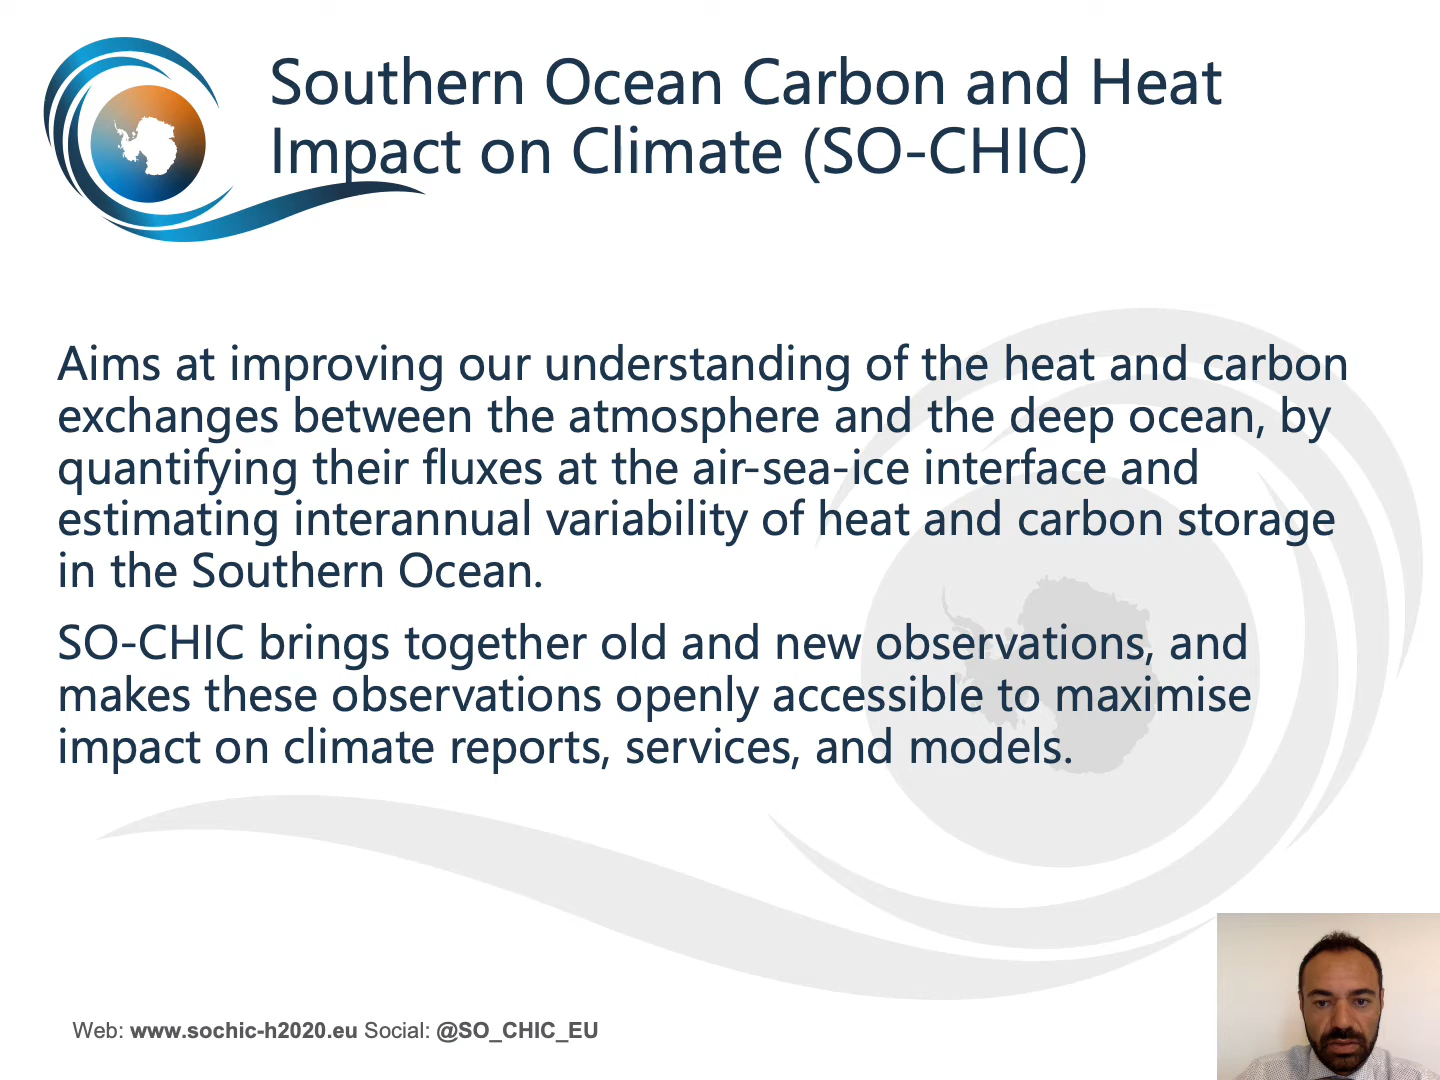 Southern Ocean Carbon and Heat
Impact on Climate (SO-CHIC)
Aims at improving our understanding of the heat and carbon
exchanges between the atmosphere and the deep ocean, by
quantifying their fluxes at the air-sea-ice interface and
estimating interannual variability of heat and carbon storage
in the Southern Ocean.
SO-CHIC brings together old and new observations, and
makes these observations openly accessible to maximise
impact on climate reports, services, and models.
Web: www.sochic-h2020.eu Social: @SO_CHIC_EU